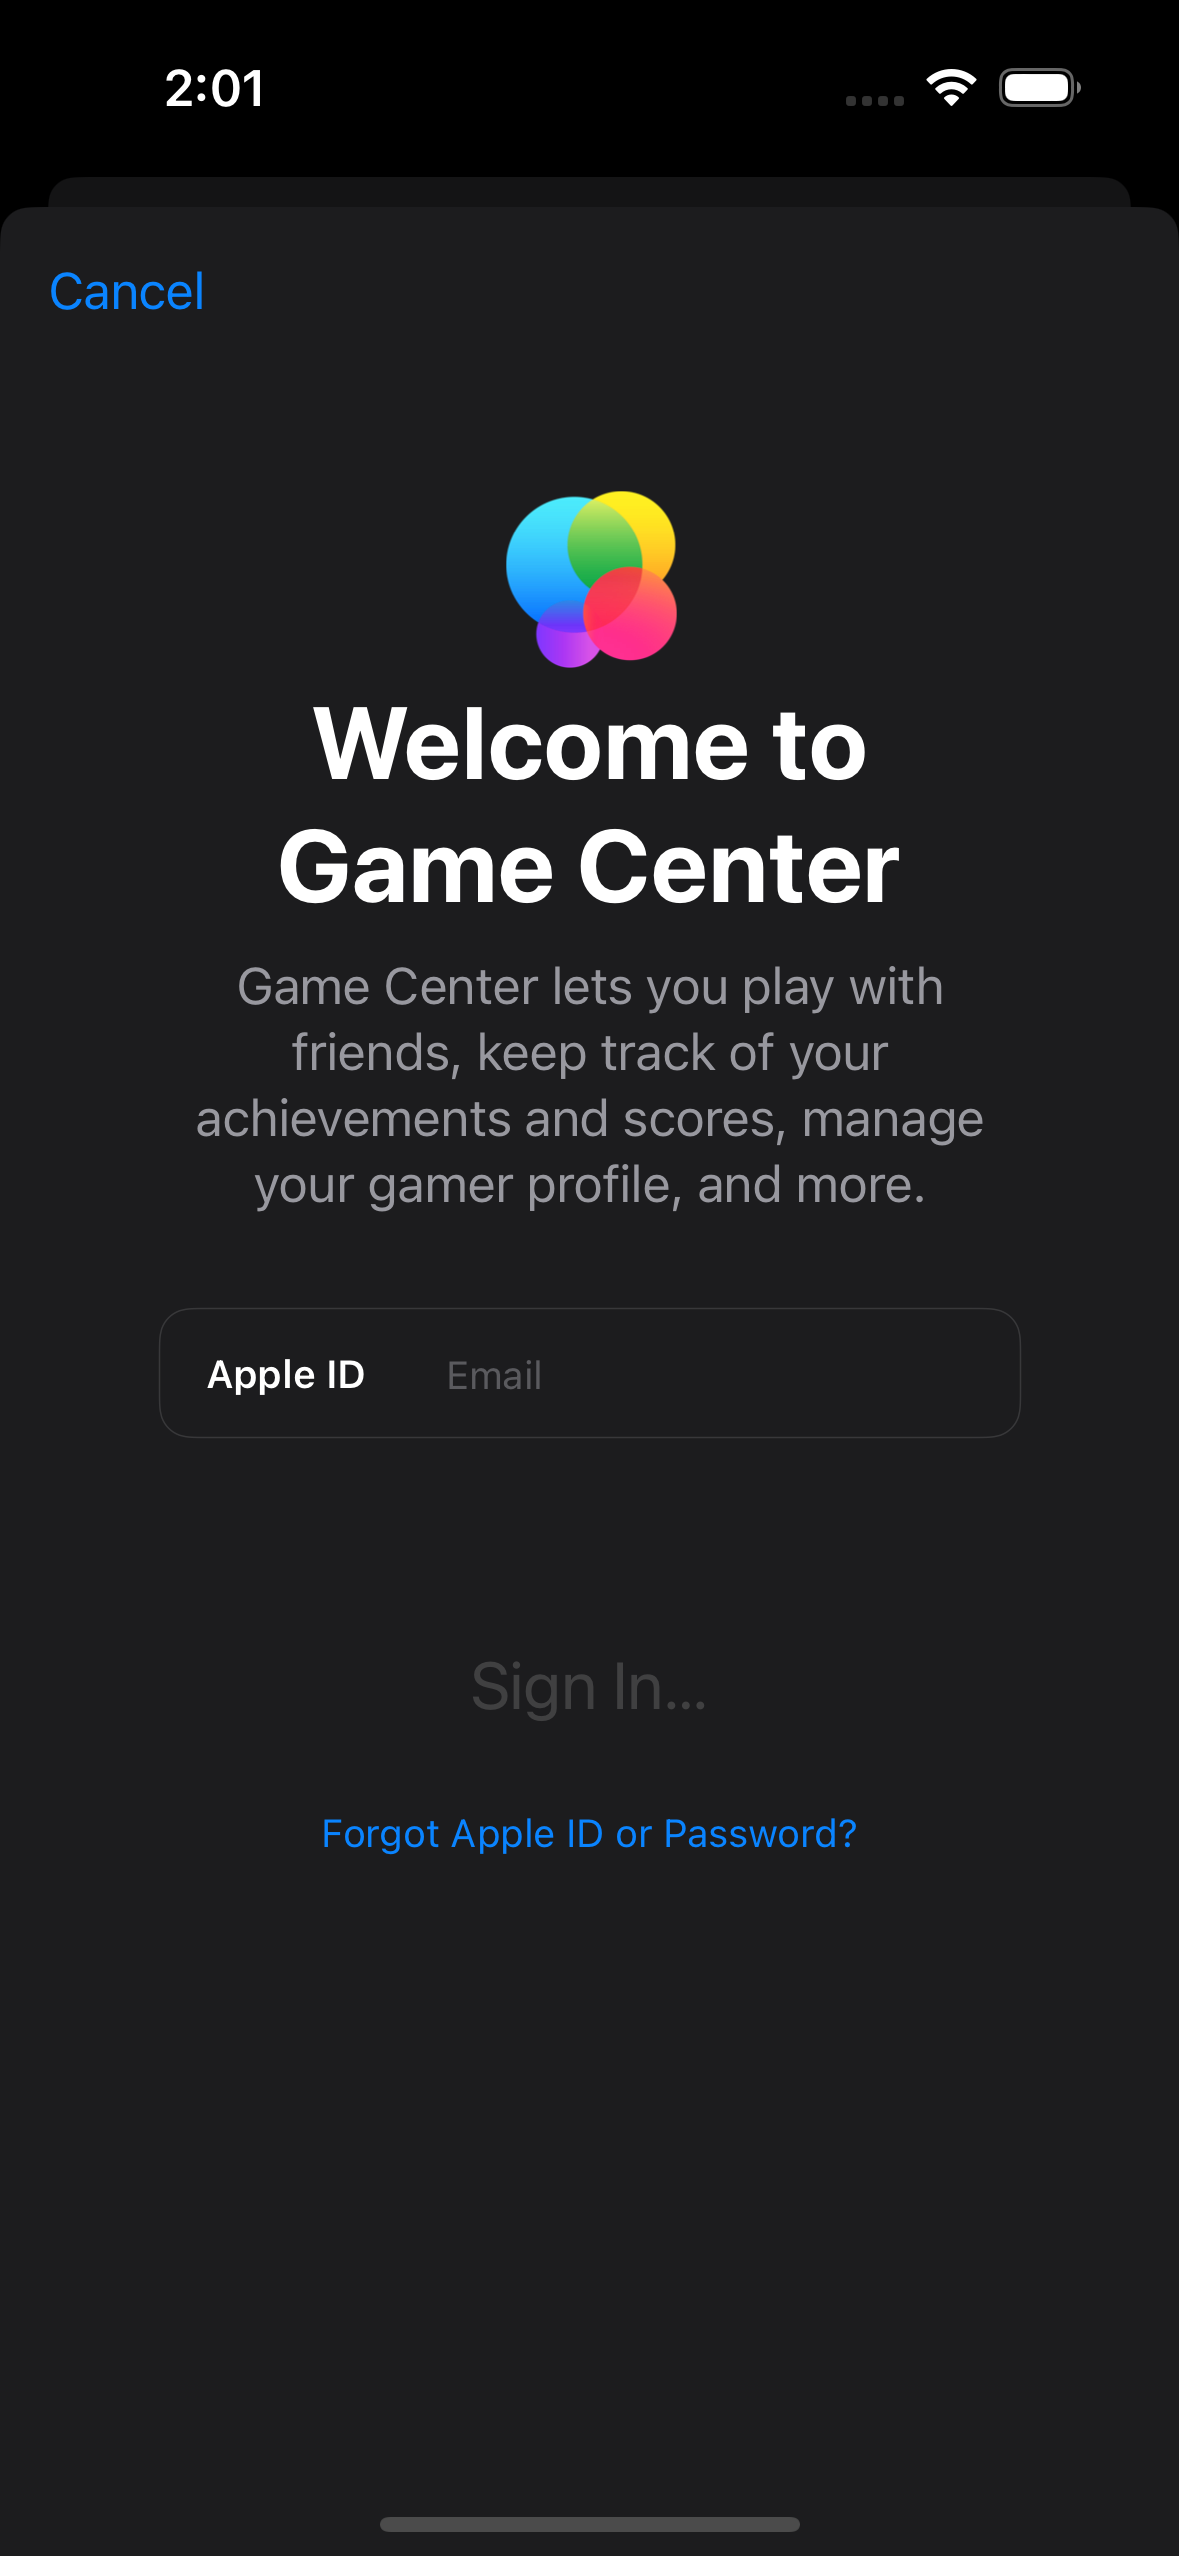 2:01
Cancel
Welcome to
Game Center
Game Center lets you play with
friends, keep track of your
achievements and scores, manage
your gamer profile, and more.
Apple ID Email
Sign In...
Forgot Apple ID or Password?